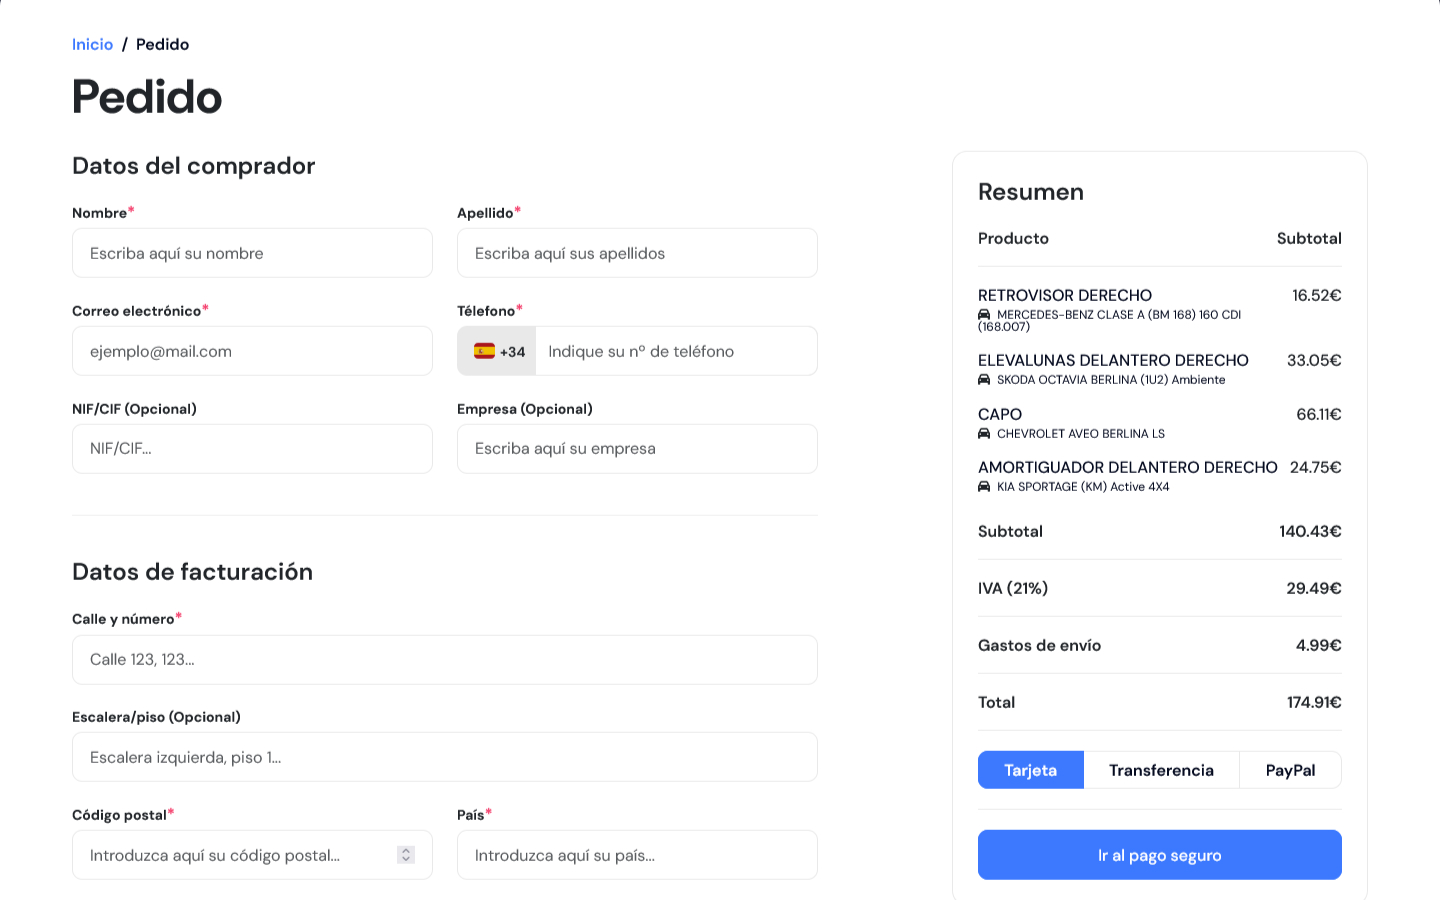 Inicio / Pedido
Pedido
Datos del comprador
Nombre*
Apellido*
Escriba aquí su nombre
Escriba aquí sus apellidos
Correo electrónico*
Télefono*
ejemplo@mail.com
+34
Indique su nº de teléfono
NIF/CIF (Opcional)
Empresa (Opcional)
NIF/CIF...
Escriba aquí su empresa
Datos de facturación
Calle y número*
Calle 123, 123...
Escalera/piso (Opcional)
Escalera izquierda, piso 1...
Código postal*
País*
Introduzca aquí su código postal...
Introduzca aquí su país...
Resumen
Producto Subtotal
RETROVISOR DERECHO 16.52€
MERCEDES-BENZ CLASE A (BM 168) 160 CDI
(168.007)
ELEVALUNAS DELANTERO DERECHO 33.05€
SKODA OCTAVIA BERLINA (1U2) Ambiente
CAPO 66.11€
CHEVROLET AVEO BERLINA LS
AMORTIGUADOR DELANTERO DERECHO 24.75€
KIA SPORTAGE (KM) Active 4X4
Subtotal 140.43€
IVA (21%) 29.49€
Gastos de envío 4.99€
Total 174.91€
Tarjeta Transferencia PayPal
Ir al pago seguro